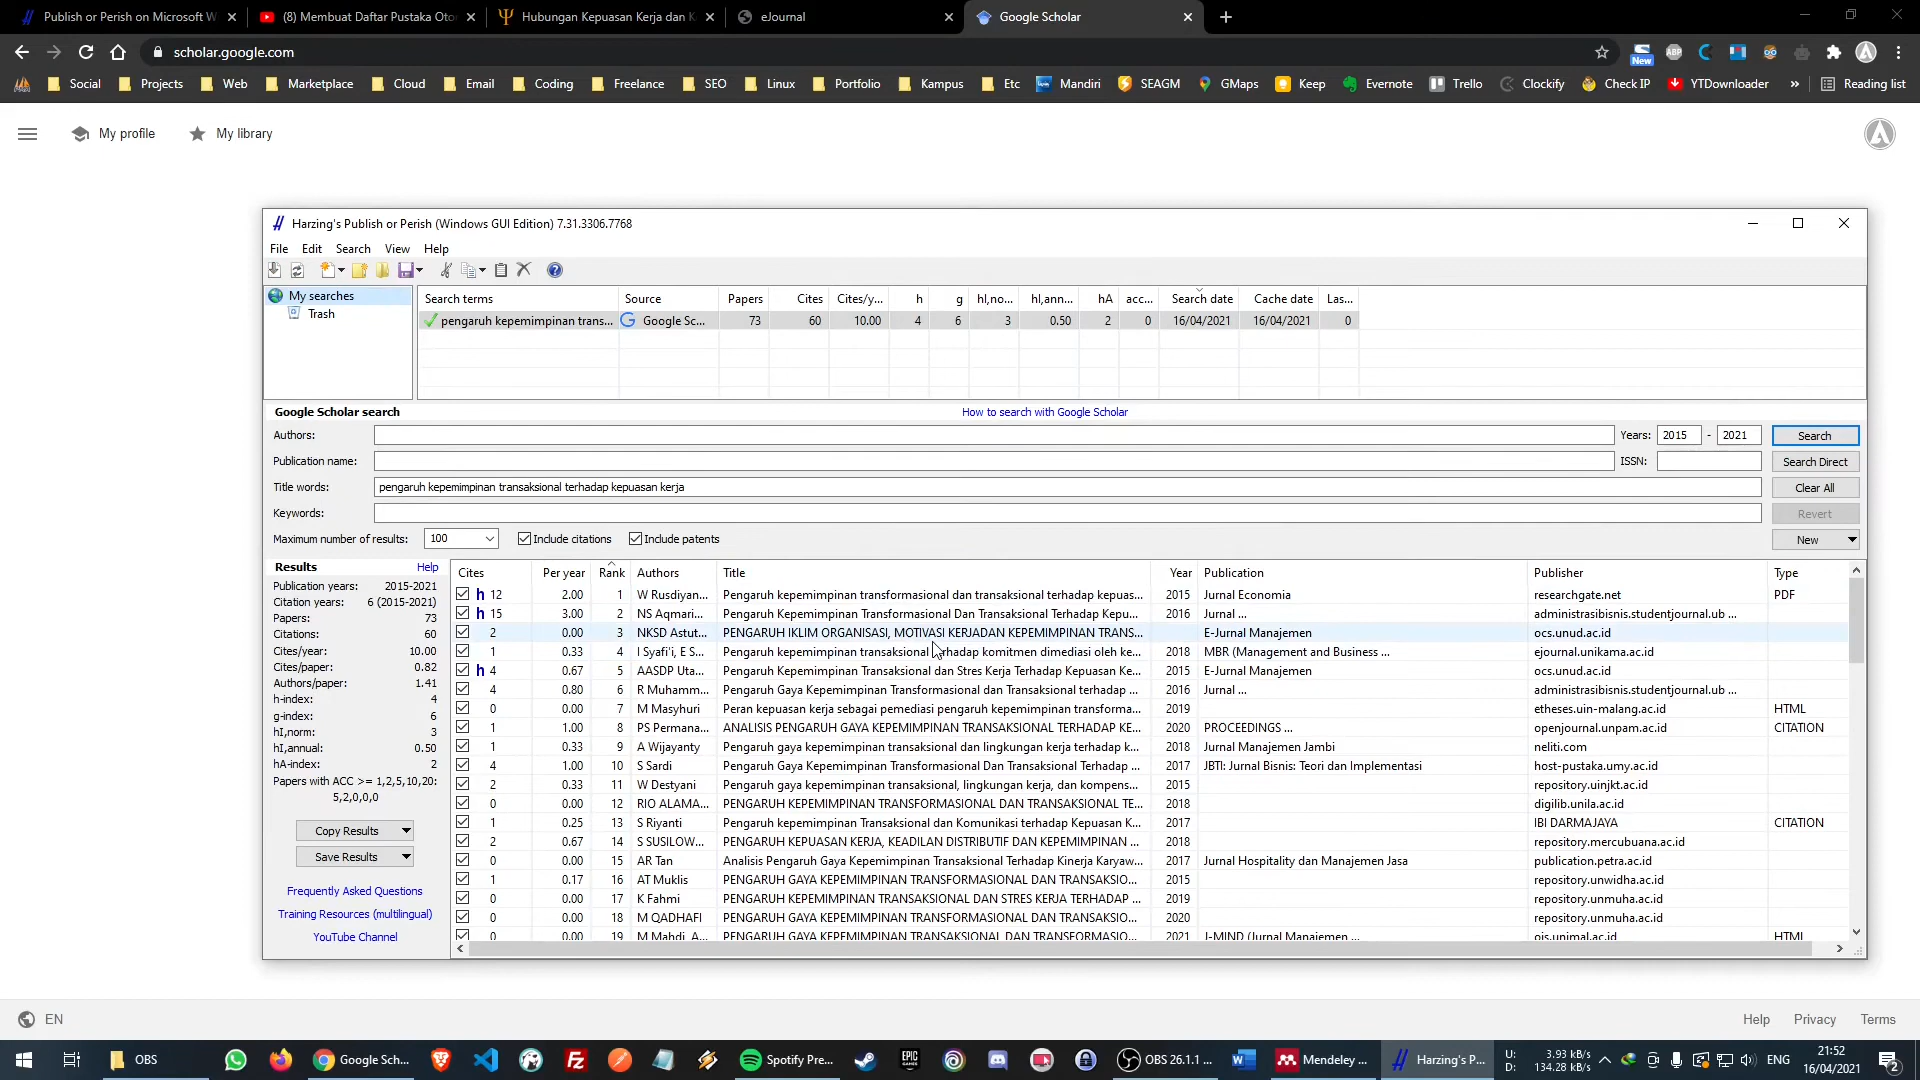 Publish or Perish on Microsoft W
(8) Membuat Daftar Pustaka Oto
Hubungan Kepuasan Kerja dan K
eJournal
Google Scholar
scholar.google.com
New
ABP
Social Projects Web Marketplace Cloud Email Coding Freelance SEO Linux Portfolio Kampus Etc Mandiri SEAGM GMaps Keep Evernote Trello Clockify Check IP YTDownloader » Reading list
My profile My library
Harzing's Publish or Perish (Windows GUI Edition) 7.31.3306.7768
File Edit Search View Help
My searches
Trash
Search terms Source Papers Cites Cites/y... h g hI,no... hI,ann... hA acc... Search date Cache date Las...
pengaruh kepemimpinan trans... Google Sc... 73 60 10.00 4 6 3 0.50 2 0 16/04/2021 16/04/2021 0
Google Scholar search How to search with Google Scholar
Authors: Years: 2015 - 2021 Search
Publication name: ISSN: Search Direct
Title words: pengaruh kepemimpinan transaksional terhadap kepuasan kerja Clear All
Keywords: Revert
Maximum number of results: 100 Include citations Include patents New
Results Help
Publication years: 2015-2021
Citation years: 6 (2015-2021)
Papers: 73
Citations: 60
Cites/year: 10.00
Cites/paper: 0.82
Authors/paper: 1.41
h-index: 4
g-index: 6
hI,norm: 3
hI,annual: 0.50
hA-index: 2
Papers with ACC >= 1,2,5,10,20:
5,2,0,0,0
Copy Results
Save Results
Frequently Asked Questions
Training Resources (multilingual)
YouTube Channel
Cites Per year Rank Authors Title Year Publication Publisher Type
h 12 2.00 1 W Rusdiyan... Pengaruh kepemimpinan transformasional dan transaksional terhadap kepuas... 2015 Jurnal Economia researchgate.net PDF
h 15 3.00 2 NS Aqmari... Pengaruh Kepemimpinan Transformasional Dan Transaksional Terhadap Kepu... 2016 Jurnal ... administrasibisnis.studentjournal.ub ...
2 0.00 3 NKSD Astut... PENGARUH IKLIM ORGANISASI, MOTIVASI KERJADAN KEPEMIMPINAN TRANS... E-Jurnal Manajemen ocs.unud.ac.id
1 0.33 4 I Syafi'i, E S... Pengaruh kepemimpinan transaksional terhadap komitmen dimediasi oleh ke... 2018 MBR (Management and Business ... ejournal.unikama.ac.id
h 4 0.67 5 AASDP Uta... Pengaruh Kepemimpinan Transaksional dan Stres Kerja Terhadap Kepuasan Ke... 2015 E-Jurnal Manajemen ocs.unud.ac.id
4 0.80 6 R Muhamm... Pengaruh Gaya Kepemimpinan Transformasional dan Transaksional terhadap ... 2016 Jurnal ... administrasibisnis.studentjournal.ub ...
0 0.00 7 M Masyhuri Peran kepuasan kerja sebagai pemediasi pengaruh kepemimpinan transforma... 2019 etheses.uin-malang.ac.id HTML
1 1.00 8 PS Permana... ANALISIS PENGARUH GAYA KEPEMIMPINAN TRANSAKSIONAL TERHADAP KE... 2020 PROCEEDINGS ... openjournal.unpam.ac.id CITATION
1 0.33 9 A Wijayanty Pengaruh gaya kepemimpinan transaksional dan lingkungan kerja terhadap k... 2018 Jurnal Manajemen Jambi neliti.com
4 1.00 10 S Sardi Pengaruh Gaya Kepemimpinan Transformasional Dan Transaksional Terhadap ... 2017 JBTI: Jurnal Bisnis: Teori dan Implementasi host-pustaka.umy.ac.id
2 0.33 11 W Destyani Pengaruh gaya kepemimpinan transaksional, lingkungan kerja, dan kompens... 2015 repository.uinjkt.ac.id
0 0.00 12 RIO ALAMA... PENGARUH KEPEMIMPINAN TRANSFORMASIONAL DAN TRANSAKSIONAL TE... 2018 digilib.unila.ac.id
1 0.25 13 S Riyanti Pengaruh kepemimpinan Transaksional dan Komunikasi terhadap Kepuasan K... 2017 IBI DARMAJAYA CITATION
2 0.67 14 S SUSILOW... PENGARUH KEPUASAN KERJA, KEADILAN DISTRIBUTIF DAN KEPEMIMPINAN ... 2018 repository.mercubuana.ac.id
0 0.00 15 AR Tan Analisis Pengaruh Gaya Kepemimpinan Transaksional Terhadap Kinerja Karyaw... 2017 Jurnal Hospitality dan Manajemen Jasa publication.petra.ac.id
1 0.17 16 AT Muklis PENGARUH GAYA KEPEMIMPINAN TRANSFORMASIONAL DAN TRANSAKSIO... 2015 repository.unwidha.ac.id
0 0.00 17 K Fahmi PENGARUH KEPEMIMPINAN TRANSAKSIONAL DAN STRES KERJA TERHADAP ... 2019 repository.unmuha.ac.id
0 0.00 18 M QADHAFI PENGARUH GAYA KEPEMIMPINAN TRANSFORMASIONAL DAN TRANSAKSIO... 2020 repository.unmuha.ac.id
0 0.00 19 M Mahdi, A... PENGARUH GAYA KEPEMIMPINAN TRANSAKSIONAL DAN TRANSFORMASIO... 2021 J-MIND (Jurnal Manajemen ... ojs.unimal.ac.id HTML
EN Help Privacy Terms
OBS Google Sch... Spotify Pre... EPIC GAMES OBS 26.1.1 ... Mendeley ... Harzing's P... U: 3.93 kB/s ENG 21:52
D: 134.28 kB/s 16/04/2021 2